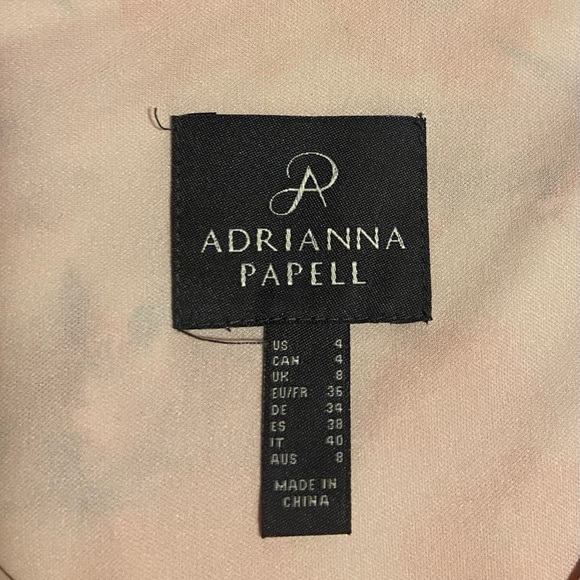 AP
ADRIANNA
PAPELL
US 4
CAN 4
UK 8
EU/FR 36
DE 34
ES 38
IT 40
AUS 8
MADE IN
CHINA